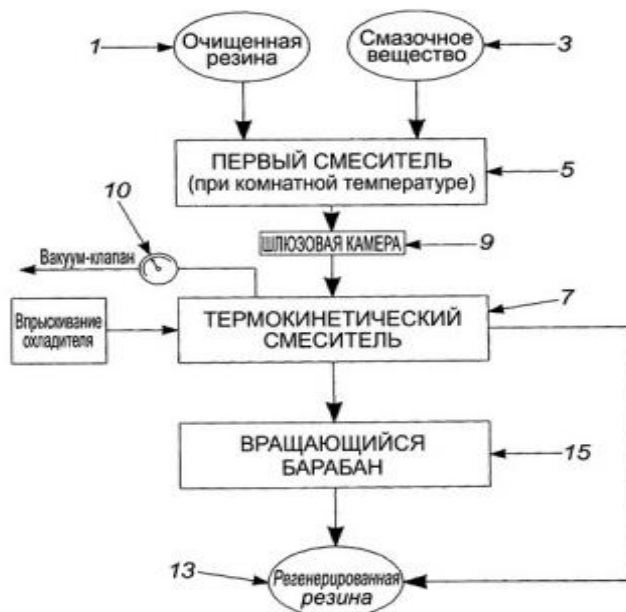 1
Очищенная
резина
Смазочное
вещество
3
ПЕРВЫЙ СМЕСИТЕЛЬ
(при комнатной температуре)
5
10
ШЛЮЗОВАЯ КАМЕРА
9
Вакуум-клапан
7
Впрыскивание
охладителя
ТЕРМОКИНЕТИЧЕСКИЙ
СМЕСИТЕЛЬ
ВРАЩАЮЩИЙСЯ
БАРАБАН
15
13
Регенерированная
резина